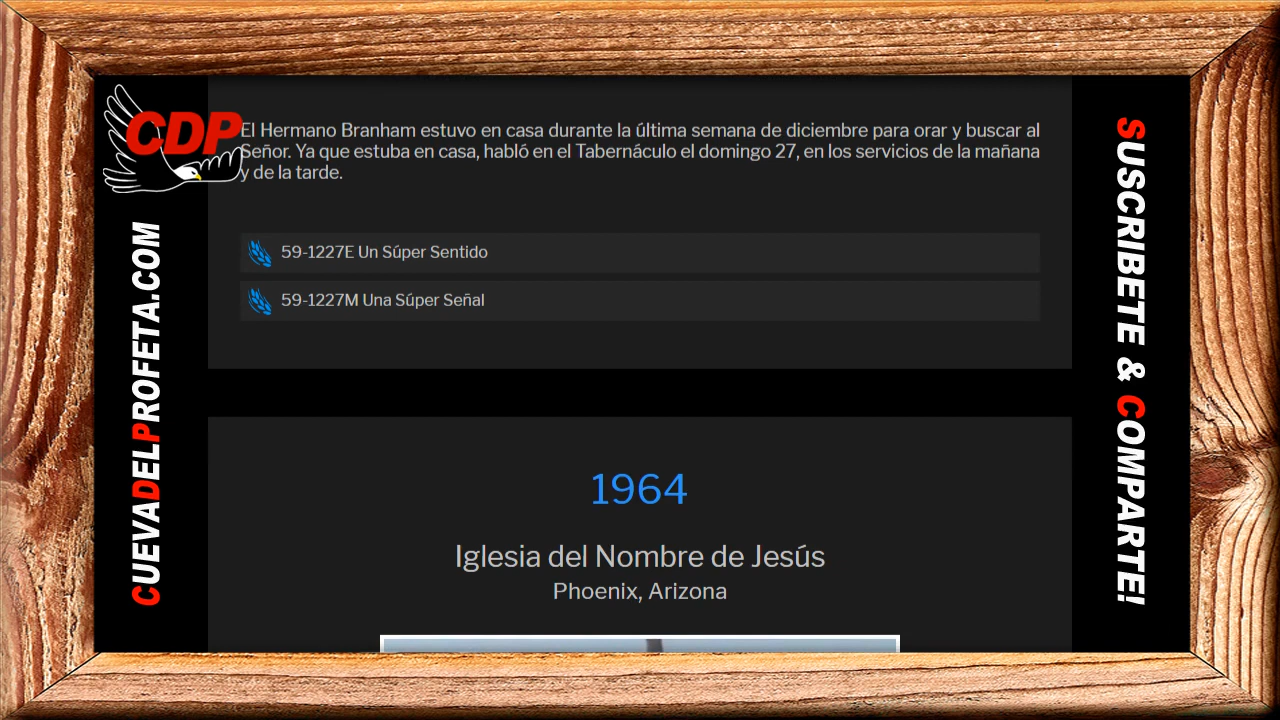 CDP
El Hermano Branham estuvo en casa durante la última semana de diciembre para orar y buscar al
Señor. Ya que estuba en casa, habló en el Tabernáculo el domingo 27, en los servicios de la mañana
y de la tarde.
59-1227E Un Súper Sentido
59-1227M Una Súper Señal
1964
Iglesia del Nombre de Jesús
Phoenix, Arizona
CUEVADELPROFETA.COM
SUSCRIBETE & COMPARTE!